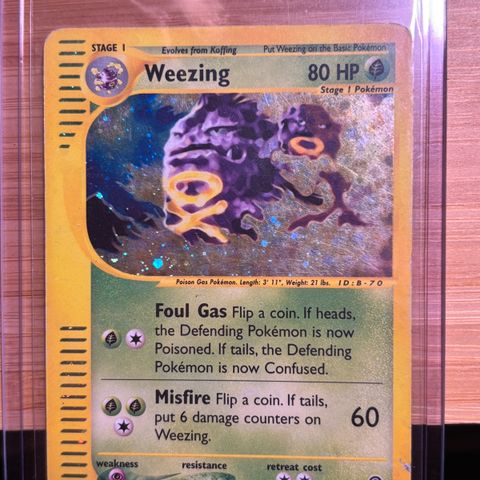 STAGE 1
Evolves from Koffing
Put Weezing on the Basic Pokémon
Weezing
80 HP
Stage 1 Pokémon
Poison Gas Pokémon. Length: 3' 11", Weight: 21 lbs. ID:B-70
Foul Gas Flip a coin. If heads,
the Defending Pokémon is now
Poisoned. If tails, the Defending
Pokémon is now Confused.
Misfire Flip a coin. If tails,
put 6 damage counters on
Weezing.
60
weakness
resistance
retreat cost